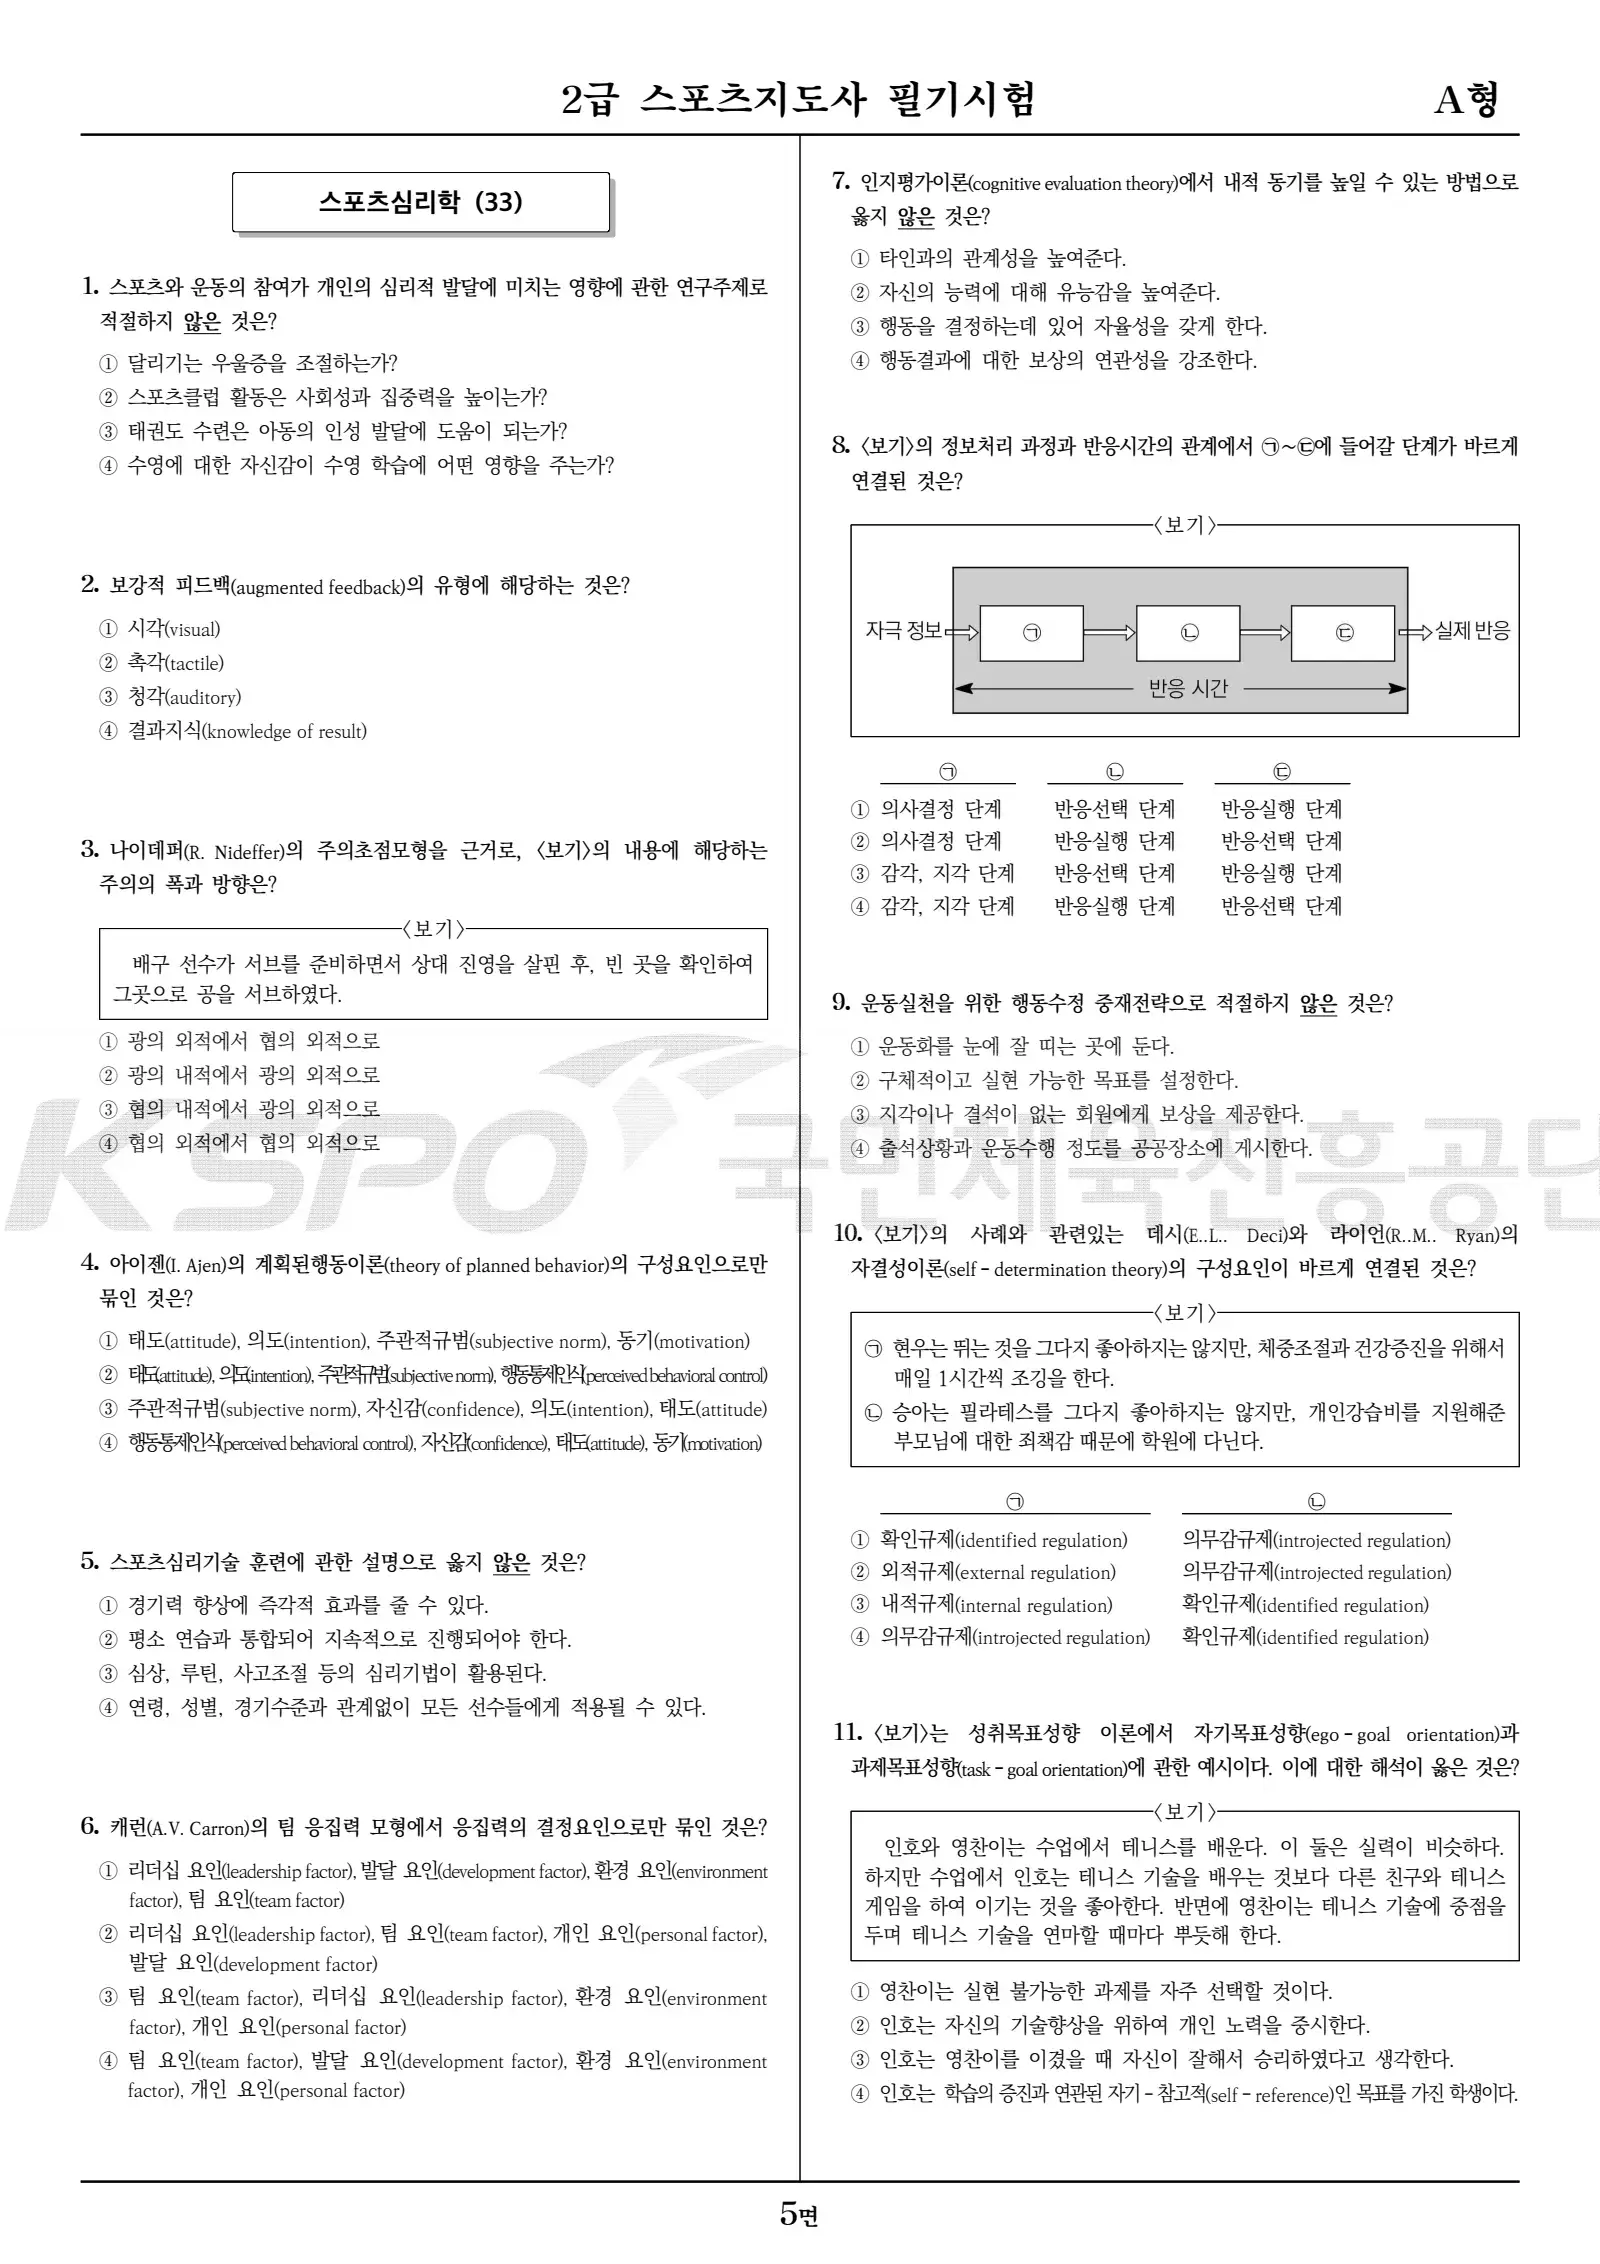 2급 스포츠지도사 필기시험
A형
스포츠심리학 (33)
1. 스포츠와 운동의 참여가 개인의 심리적 발달에 미치는 영향에 관한 연구주제로
적절하지 않은 것은?
① 달리기는 우울증을 조절하는가?
② 스포츠클럽 활동은 사회성과 집중력을 높이는가?
③ 태권도 수련은 아동의 인성 발달에 도움이 되는가?
④ 수영에 대한 자신감이 수영 학습에 어떤 영향을 주는가?
2. 보강적 피드백(augmented feedback)의 유형에 해당하는 것은?
① 시각(visual)
② 촉각(tactile)
③ 청각(auditory)
④ 결과지식(knowledge of result)
3. 나이데퍼(R. Nideffer)의 주의초점모형을 근거로, 〈보기〉의 내용에 해당하는
주의의 폭과 방향은?
〈보기〉
배구 선수가 서브를 준비하면서 상대 진영을 살핀 후, 빈 곳을 확인하여
그곳으로 공을 서브하였다.
① 광의 외적에서 협의 외적으로
② 광의 내적에서 광의 외적으로
③ 협의 내적에서 광의 외적으로
④ 협의 외적에서 협의 외적으로
4. 아이젠(I. Ajen)의 계획된행동이론(theory of planned behavior)의 구성요인으로만
묶인 것은?
① 태도(attitude), 의도(intention), 주관적규범(subjective norm), 동기(motivation)
② 태도(attitude), 의도(intention), 주관적규범(subjective norm), 행동통제인식(perceived behavioral control)
③ 주관적규범(subjective norm), 자신감(confidence), 의도(intention), 태도(attitude)
④ 행동통제인식(perceived behavioral control), 자신감(confidence), 태도(attitude), 동기(motivation)
5. 스포츠심리기술 훈련에 관한 설명으로 옳지 않은 것은?
① 경기력 향상에 즉각적 효과를 줄 수 있다.
② 평소 연습과 통합되어 지속적으로 진행되어야 한다.
③ 심상, 루틴, 사고조절 등의 심리기법이 활용된다.
④ 연령, 성별, 경기수준과 관계없이 모든 선수들에게 적용될 수 있다.
6. 캐런(A.V. Carron)의 팀 응집력 모형에서 응집력의 결정요인으로만 묶인 것은?
① 리더십 요인(leadership factor), 발달 요인(development factor), 환경 요인(environment
factor), 팀 요인(team factor)
② 리더십 요인(leadership factor), 팀 요인(team factor), 개인 요인(personal factor),
발달 요인(development factor)
③ 팀 요인(team factor), 리더십 요인(leadership factor), 환경 요인(environment
factor), 개인 요인(personal factor)
④ 팀 요인(team factor), 발달 요인(development factor), 환경 요인(environment
factor), 개인 요인(personal factor)
7. 인지평가이론(cognitive evaluation theory)에서 내적 동기를 높일 수 있는 방법으로
옳지 않은 것은?
① 타인과의 관계성을 높여준다.
② 자신의 능력에 대해 유능감을 높여준다.
③ 행동을 결정하는데 있어 자율성을 갖게 한다.
④ 행동결과에 대한 보상의 연관성을 강조한다.
8. 〈보기〉의 정보처리 과정과 반응시간의 관계에서 ㉠~㉢에 들어갈 단계가 바르게
연결된 것은?
〈보기〉
자극 정보 ㉠ ㉡ ㉢ 실제 반응
반응 시간
㉠ ㉡ ㉢
① 의사결정 단계 반응선택 단계 반응실행 단계
② 의사결정 단계 반응실행 단계 반응선택 단계
③ 감각, 지각 단계 반응선택 단계 반응실행 단계
④ 감각, 지각 단계 반응실행 단계 반응선택 단계
9. 운동실천을 위한 행동수정 중재전략으로 적절하지 않은 것은?
① 운동화를 눈에 잘 띠는 곳에 둔다.
② 구체적이고 실현 가능한 목표를 설정한다.
③ 지각이나 결석이 없는 회원에게 보상을 제공한다.
④ 출석상황과 운동수행 정도를 공공장소에 게시한다.
10. 〈보기〉의 사례와 관련있는 데시(E..L.. Deci)와 라이언(R..M.. Ryan)의
자결성이론(self-determination theory)의 구성요인이 바르게 연결된 것은?
〈보기〉
㉠ 현우는 뛰는 것을 그다지 좋아하지는 않지만, 체중조절과 건강증진을 위해서
매일 1시간씩 조깅을 한다.
㉡ 승아는 필라테스를 그다지 좋아하지는 않지만, 개인강습비를 지원해준
부모님에 대한 죄책감 때문에 학원에 다닌다.
㉠ ㉡
① 확인규제(identified regulation) 의무감규제(introjected regulation)
② 외적규제(external regulation) 의무감규제(introjected regulation)
③ 내적규제(internal regulation) 확인규제(identified regulation)
④ 의무감규제(introjected regulation) 확인규제(identified regulation)
11. 〈보기〉는 성취목표성향 이론에서 자기목표성향(ego-goal orientation)과
과제목표성향(task-goal orientation)에 관한 예시이다. 이에 대한 해석이 옳은 것은?
〈보기〉
인호와 영찬이는 수업에서 테니스를 배운다. 이 둘은 실력이 비슷하다.
하지만 수업에서 인호는 테니스 기술을 배우는 것보다 다른 친구와 테니스
게임을 하여 이기는 것을 좋아한다. 반면에 영찬이는 테니스 기술에 중점을
두며 테니스 기술을 연마할 때마다 뿌듯해 한다.
① 영찬이는 실현 불가능한 과제를 자주 선택할 것이다.
② 인호는 자신의 기술향상을 위하여 개인 노력을 중시한다.
③ 인호는 영찬이를 이겼을 때 자신이 잘해서 승리하였다고 생각한다.
④ 인호는 학습의 증진과 연관된 자기-참고적(self-reference)인 목표를 가진 학생이다.
KSPO 국민체육진흥공단
5면